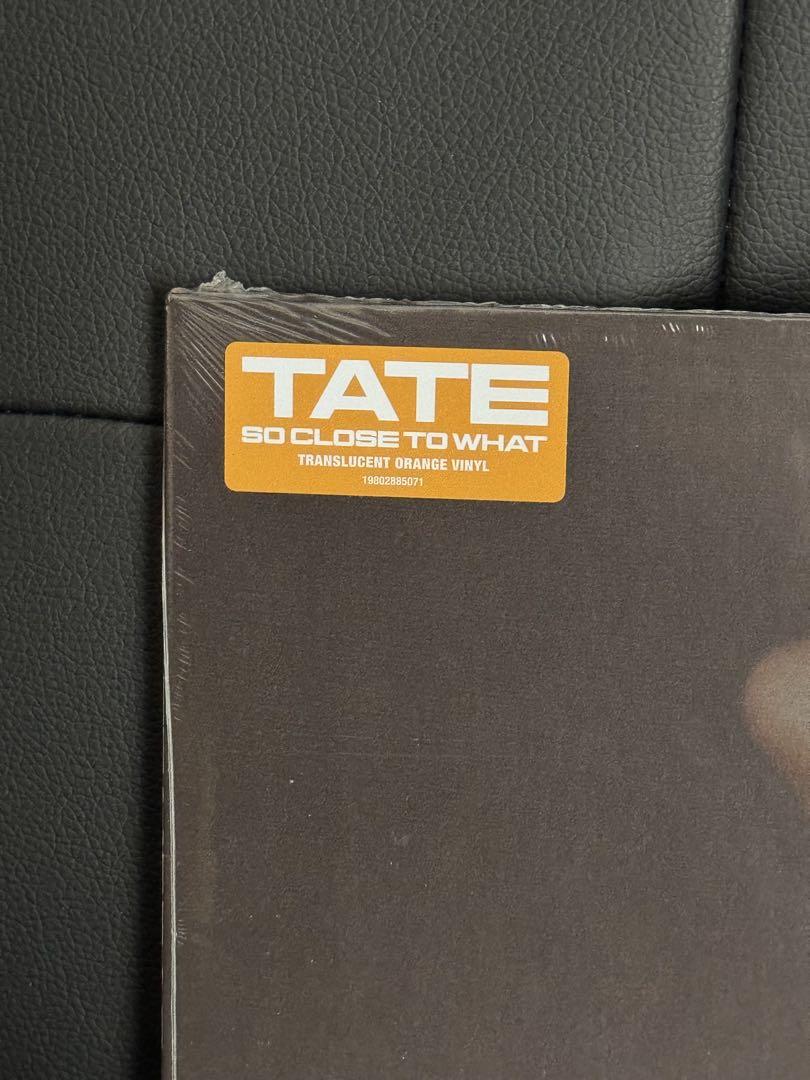 TATE
SO CLOSE TO WHAT
TRANSLUCENT ORANGE VINYL
19802885071